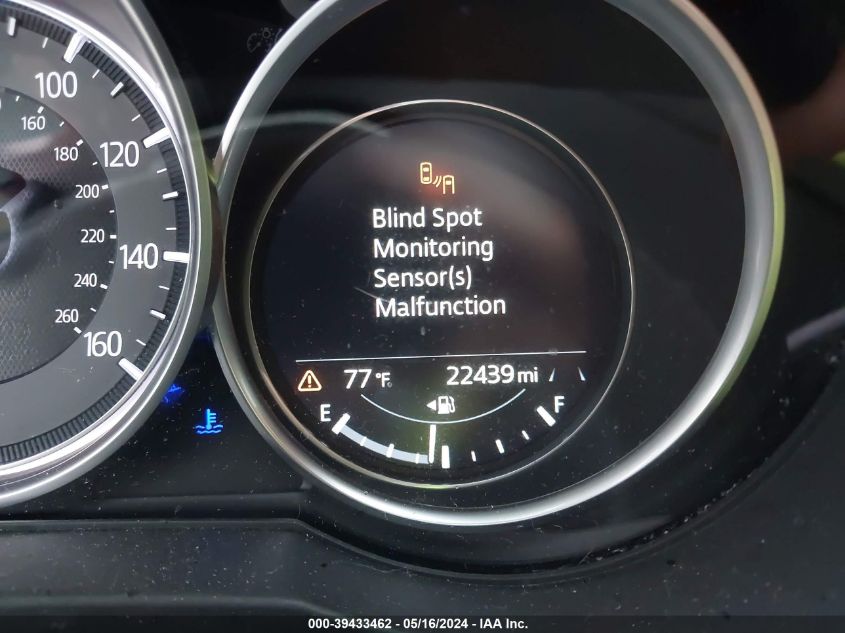 100
120
140
160
160
180
200
220
240
260
Blind Spot
Monitoring
Sensor(s)
Malfunction
77°F 22439 mi
E F
000-39433462 - 05/16/2024 - IAA Inc.